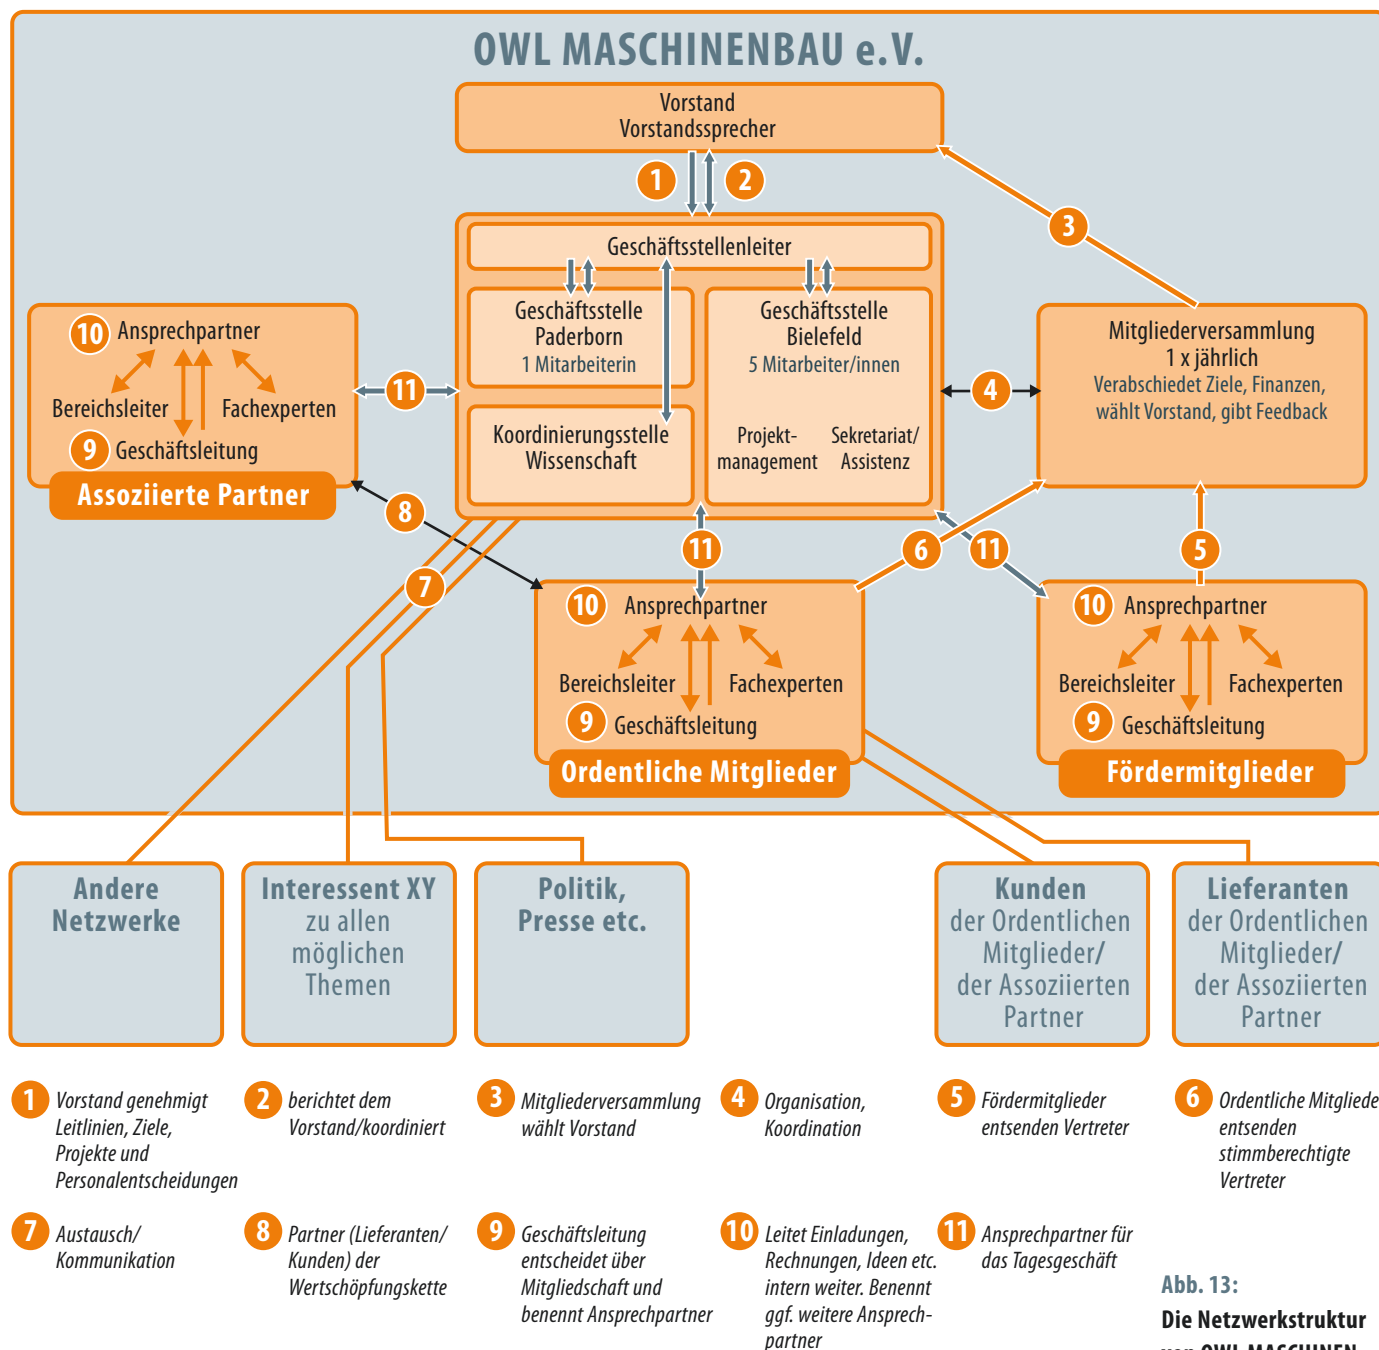 OWL MASCHINENBAU e.V.
Vorstand
Vorstandssprecher
1
2
3
Geschäftsstellenleiter
Geschäftsstelle
Paderborn
1 Mitarbeiterin
Geschäftsstelle
Bielefeld
5 Mitarbeiter/innen
Koordinierungsstelle
Wissenschaft
Projekt-
management
Sekretariat/
Assistenz
10 Ansprechpartner
Bereichsleiter
Fachexperten
9 Geschäftsleitung
Assoziierte Partner
11
4
Mitgliederversammlung
1 x jährlich
Verabschiedet Ziele, Finanzen,
wählt Vorstand, gibt Feedback
8
7
11
6
11
5
10 Ansprechpartner
Bereichsleiter
Fachexperten
9 Geschäftsleitung
Ordentliche Mitglieder
10 Ansprechpartner
Bereichsleiter
Fachexperten
9 Geschäftsleitung
Fördermitglieder
Andere
Netzwerke
Interessent XY
zu allen
möglichen
Themen
Politik,
Presse etc.
Kunden
der Ordentlichen
Mitglieder/
der Assoziierten
Partner
Lieferanten
der Ordentlichen
Mitglieder/
der Assoziierten
Partner
1 Vorstand genehmigt
Leitlinien, Ziele,
Projekte und
Personalentscheidungen
2 berichtet dem
Vorstand/koordiniert
3 Mitgliederversammlung
wählt Vorstand
4 Organisation,
Koordination
5 Fördermitglieder
entsenden Vertreter
6 Ordentliche Mitgliede
entsenden
stimmberechtigte
Vertreter
7 Austausch/
Kommunikation
8 Partner (Lieferanten/
Kunden) der
Wertschöpfungskette
9 Geschäftsleitung
entscheidet über
Mitgliedschaft und
benennt Ansprechpartner
10 Leitet Einladungen,
Rechnungen, Ideen etc.
intern weiter. Benennt
ggf. weitere Ansprech-
partner
11 Ansprechpartner für
das Tagesgeschäft
Abb. 13:
Die Netzwerkstruktur
von OWL MASCHINEN